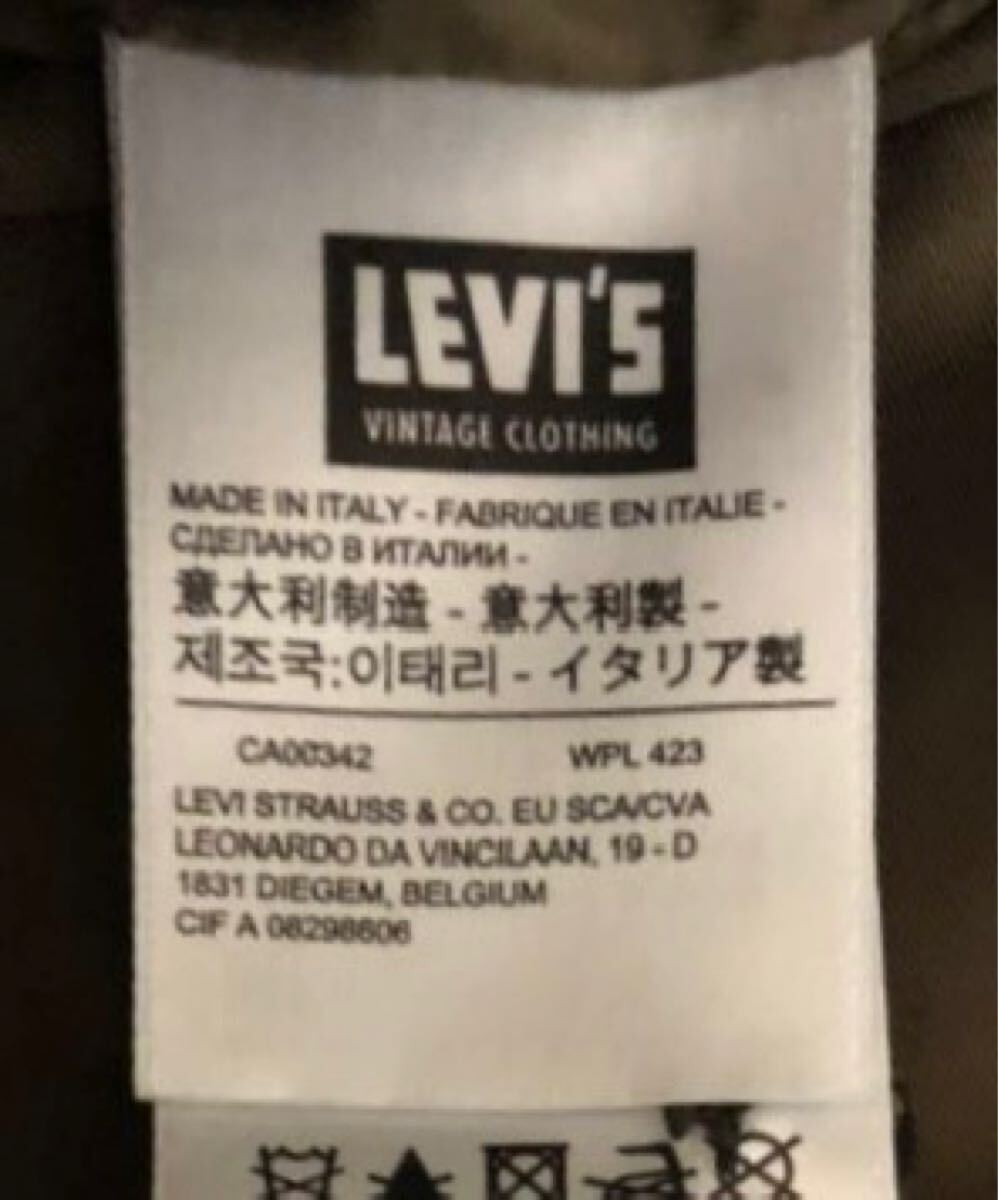 LEVI'S
VINTAGE CLOTHING
MADE IN ITALY - FABRIQUE EN ITALIE -
СДЕЛАНО В ИТАЛИИ -
意大利制造 - 意大利製 -
제조국:이태리 - イタリア製
CA00342 WPL 423
LEVI STRAUSS & CO. EU SCA/CVA
LEONARDO DA VINCILAAN, 19 - D
1831 DIEGEM, BELGIUM
CIF A 08298606